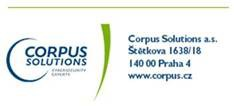 CORPUS
SOLUTIONS
CYBERSECURITY
EXPERTS
Corpus Solutions a.s.
Štětkova 1638/18
140 00 Praha 4
www.corpus.cz